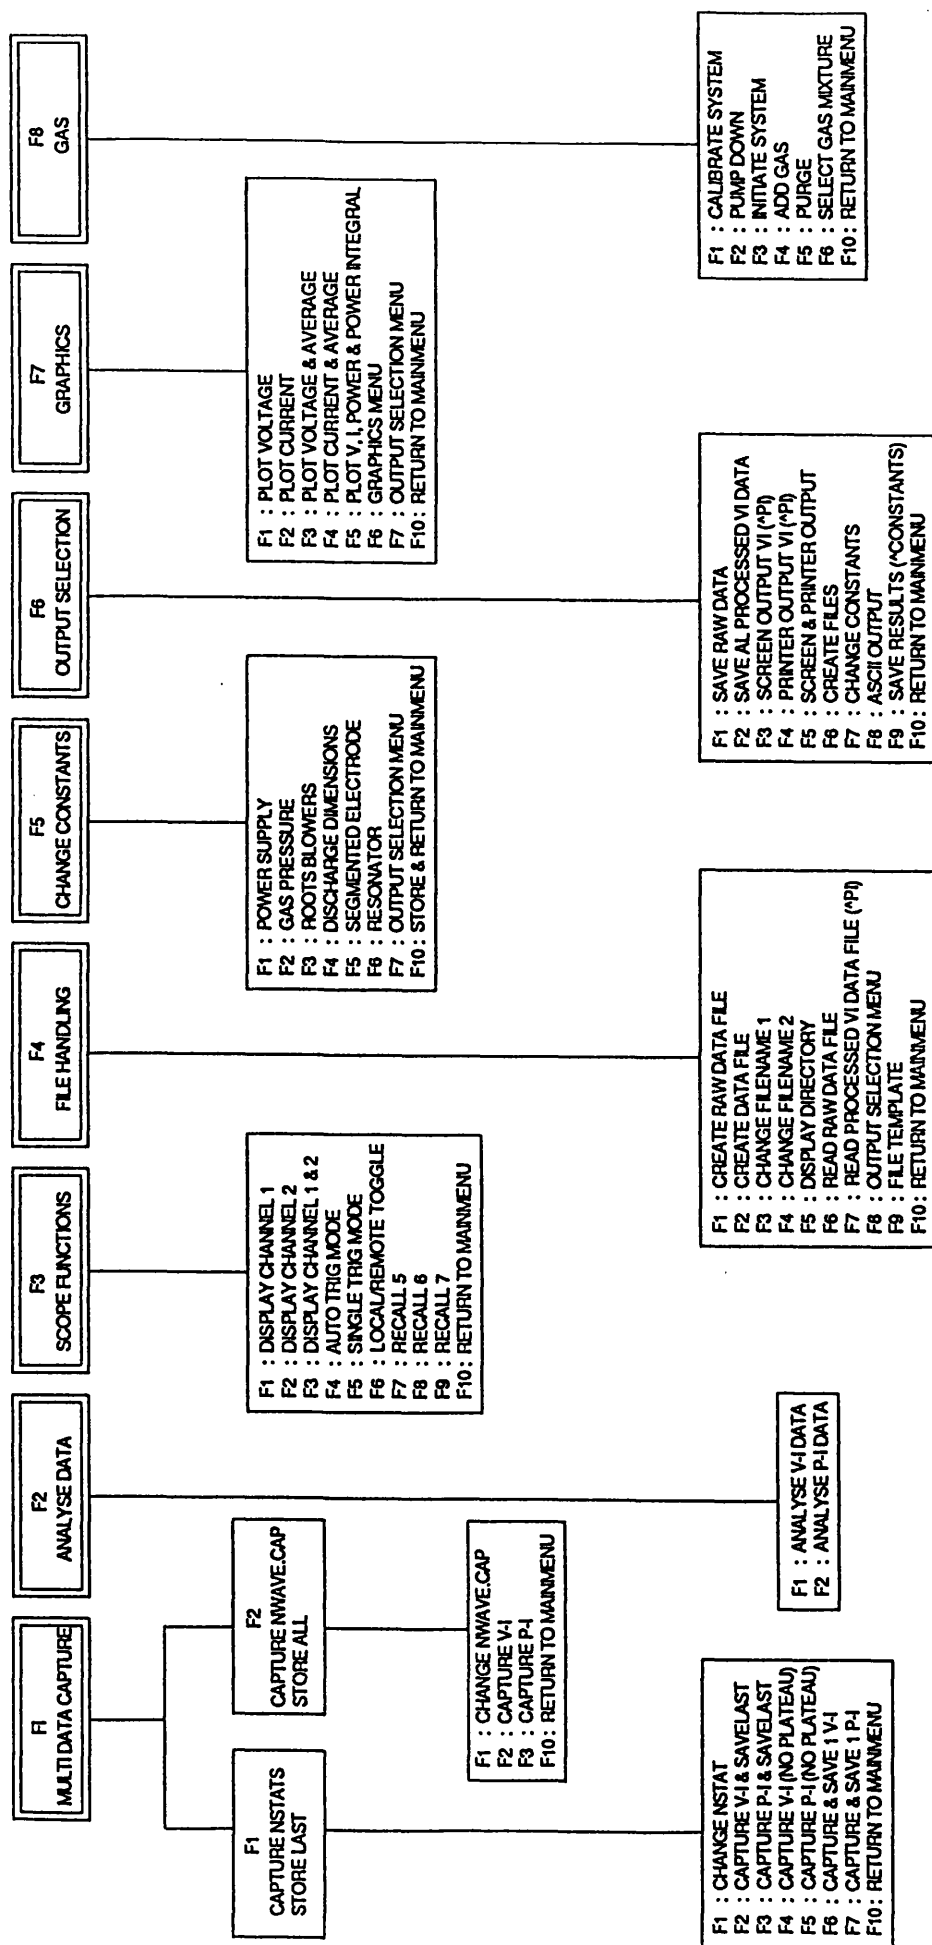 F1
MULTI DATA CAPTURE
F1
CAPTURE NSTATS
STORE LAST
F1 : CHANGE NSTAT
F2 : CAPTURE V-I & SAVELAST
F3 : CAPTURE P-I & SAVELAST
F4 : CAPTURE V-I (NO PLATEAU)
F5 : CAPTURE P-I (NO PLATEAU)
F6 : CAPTURE & SAVE 1 V-I
F7 : CAPTURE & SAVE 1 P-I
F10 : RETURN TO MAINMENU
F2
CAPTURE NWAVE.CAP
STORE ALL
F1 : CHANGE NWAVE.CAP
F2 : CAPTURE V-I
F3 : CAPTURE P-I
F10 : RETURN TO MAINMENU
F2
ANALYSE DATA
F1 : ANALYSE V-I DATA
F2 : ANALYSE P-I DATA
F3
SCOPE FUNCTIONS
F1 : DISPLAY CHANNEL 1
F2 : DISPLAY CHANNEL 2
F3 : DISPLAY CHANNEL 1 & 2
F4 : AUTO TRIG MODE
F5 : SINGLE TRIG MODE
F6 : LOCAL/REMOTE TOGGLE
F7 : RECALL 5
F8 : RECALL 6
F9 : RECALL 7
F10 : RETURN TO MAINMENU
F4
FILE HANDLING
F1 : CREATE RAW DATA FILE
F2 : CREATE DATA FILE
F3 : CHANGE FILENAME 1
F4 : CHANGE FILENAME 2
F5 : DISPLAY DIRECTORY
F6 : READ RAW DATA FILE
F7 : READ PROCESSED VI DATA FILE (^PI)
F8 : OUTPUT SELECTION MENU
F9 : FILE TEMPLATE
F10 : RETURN TO MAINMENU
F5
CHANGE CONSTANTS
F1 : POWER SUPPLY
F2 : GAS PRESSURE
F3 : ROOTS BLOWERS
F4 : DISCHARGE DIMENSIONS
F5 : SEGMENTED ELECTRODE
F6 : RESONATOR
F7 : OUTPUT SELECTION MENU
F10 : STORE & RETURN TO MAINMENU
F6
OUTPUT SELECTION
F1 : SAVE RAW DATA
F2 : SAVE AL PROCESSED VI DATA
F3 : SCREEN OUTPUT VI (^PI)
F4 : PRINTER OUTPUT VI (^PI)
F5 : SCREEN & PRINTER OUTPUT
F6 : CREATE FILES
F7 : CHANGE CONSTANTS
F8 : ASCII OUTPUT
F9 : SAVE RESULTS (^CONSTANTS)
F10 : RETURN TO MAINMENU
F7
GRAPHICS
F1 : PLOT VOLTAGE
F2 : PLOT CURRENT
F3 : PLOT VOLTAGE & AVERAGE
F4 : PLOT CURRENT & AVERAGE
F5 : PLOT V, I, POWER & POWER INTEGRAL
F6 : GRAPHICS MENU
F7 : OUTPUT SELECTION MENU
F10 : RETURN TO MAINMENU
F8
GAS
F1 : CALIBRATE SYSTEM
F2 : PUMP DOWN
F3 : INITIATE SYSTEM
F4 : ADD GAS
F5 : PURGE
F6 : SELECT GAS MIXTURE
F10 : RETURN TO MAINMENU